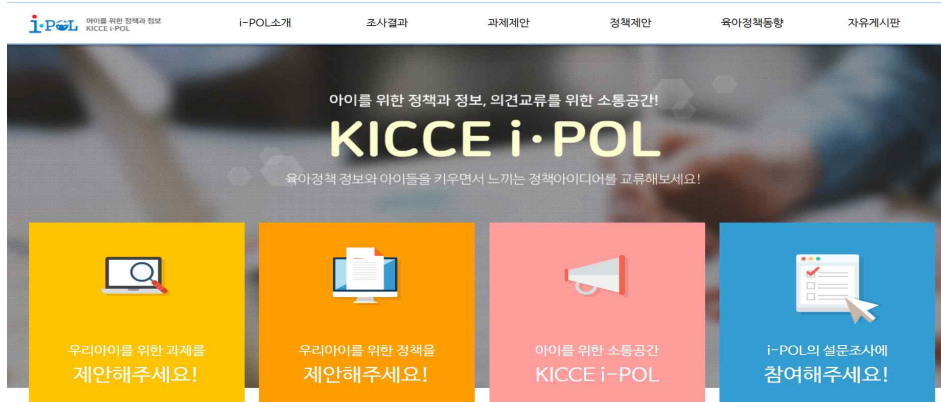 i·POL 아이를 위한 정책과 정보
KICCE i-POL
i-POL소개 조사결과 과제제안 정책제안 육아정책동향 자유게시판
아이를 위한 정책과 정보, 의견교류를 위한 소통공간!
KICCE i·POL
육아정책 정보와 아이들을 키우면서 느끼는 정책아이디어를 교류해보세요!
우리아이를 위한 과제를
제안해주세요!
우리아이를 위한 정책을
제안해주세요!
아이를 위한 소통공간
KICCE i-POL
i-POL의 설문조사에
참여해주세요!